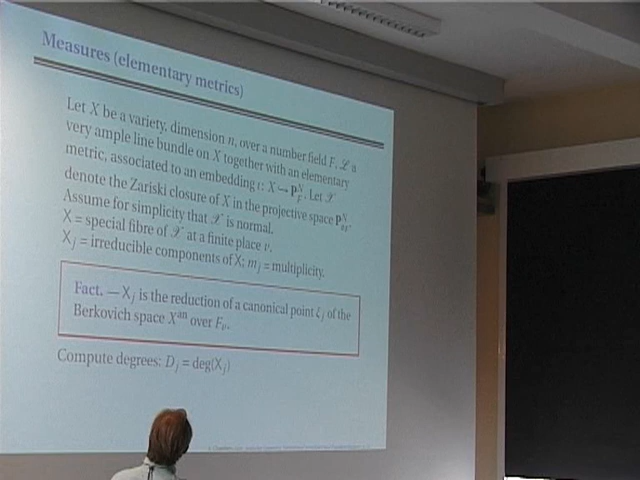 Measures (elementary metrics)
Let X be a variety, dimension n, over a number field F, ℒ a
very ample line bundle on X together with an elementary
metric, associated to an embedding ι: X → P^N_F. Let 𝒳
denote the Zariski closure of X in the projective space P^N
Assume for simplicity that 𝒳 is normal.
X = special fibre of 𝒳 at a finite place v.
X_j = irreducible components of X; m_j = multiplicity.
Fact. — X_j is the reduction of a canonical point ξ_j of the
Berkovich space X^an over F_v.
Compute degrees: D_j = deg(X_j)